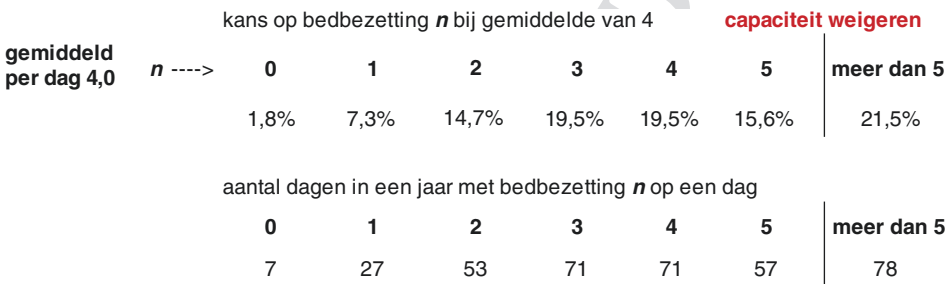 kans op bedbezetting n bij gemiddelde van 4 capaciteit weigeren
gemiddeld
per dag 4,0 n ----> 0 1 2 3 4 5 meer dan 5
1,8% 7,3% 14,7% 19,5% 19,5% 15,6% 21,5%
aantal dagen in een jaar met bedbezetting n op een dag
0 1 2 3 4 5 meer dan 5
7 27 53 71 71 57 78